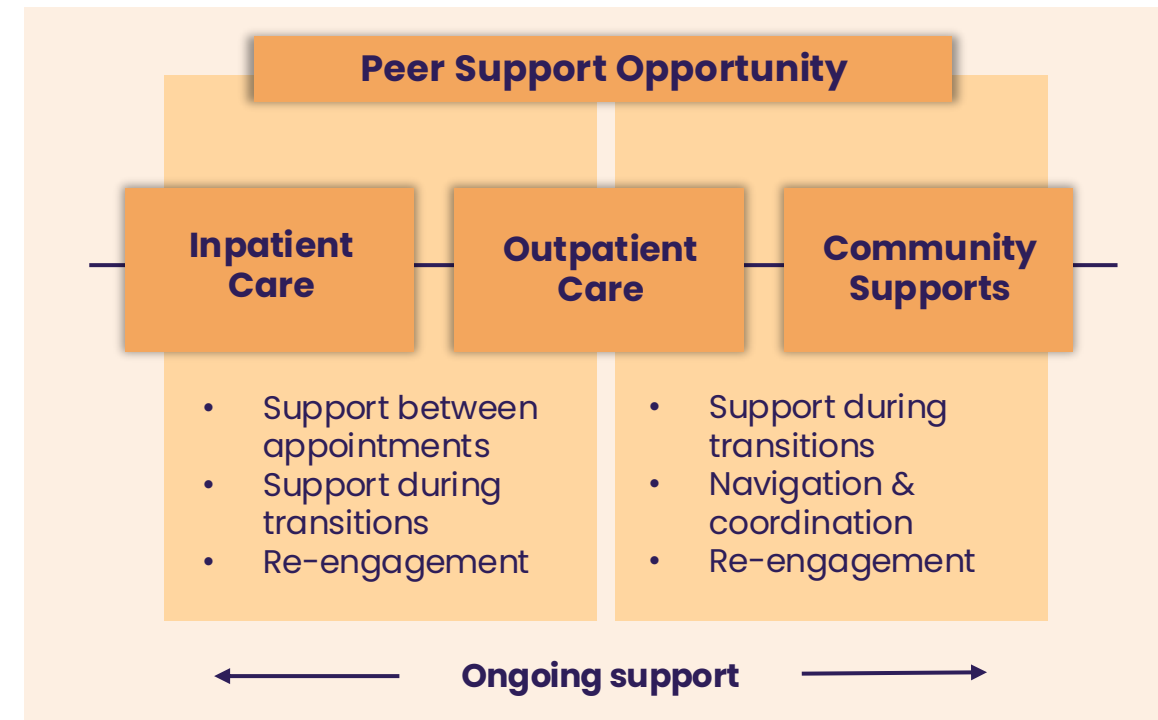 Peer Support Opportunity
Inpatient
Care
Outpatient
Care
Community
Supports
• Support between
appointments
• Support during
transitions
• Re-engagement
• Support during
transitions
• Navigation &
coordination
• Re-engagement
Ongoing support